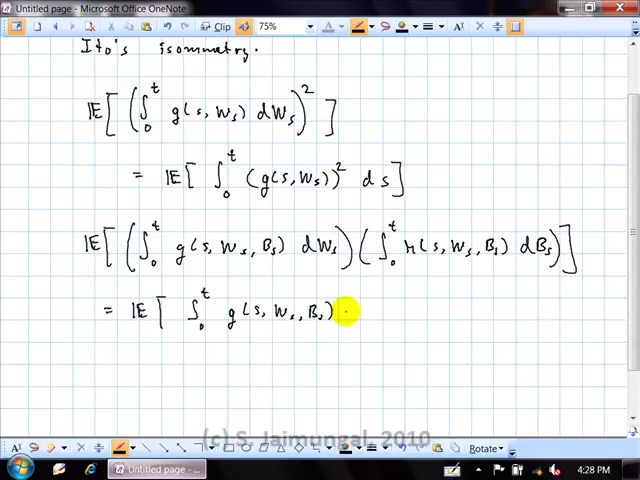 Untitled page - Microsoft Office OneNote
75%
Ito's isometry.
𝔼[(∫₀ᵗ g(s, Wₛ) dWₛ)²]
= 𝔼[∫₀ᵗ (g(s, Wₛ))² ds]
𝔼[(∫₀ᵗ g(s, Wₛ, Bₛ) dWₛ)(∫₀ᵗ h(s, Wₛ, Bₛ) dBₛ)]
= 𝔼[∫₀ᵗ g(s, Wₛ, Bₛ) ·
(c) S. Jaimungal, 2010
Rotate
Untitled page - ...
4:28 PM